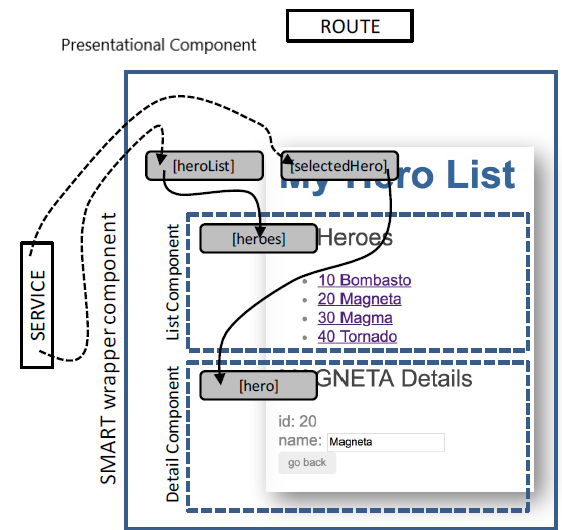 ROUTE
Presentational Component
[heroList]
[selectedHero]
My Hero List
SERVICE
SMART wrapper component
List Component
[heroes]
Heroes
10 Bombasto
20 Magneta
30 Magma
40 Tornado
Detail Component
[hero]
GNETA Details
id: 20
name: Magneta
go back